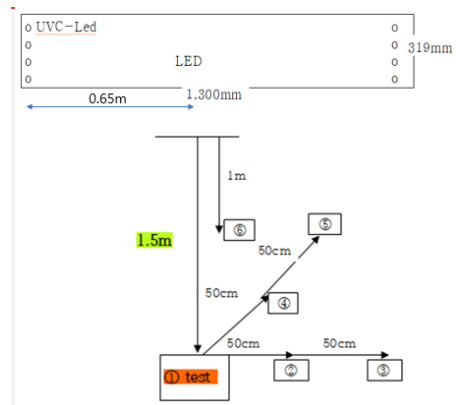 o UVC-Led o
o o 319mm
o LED o
o o
0.65m 1.300mm
1m
⑥ ⑤
1.5m 50cm
50cm ④
50cm 50cm
① test ② ③